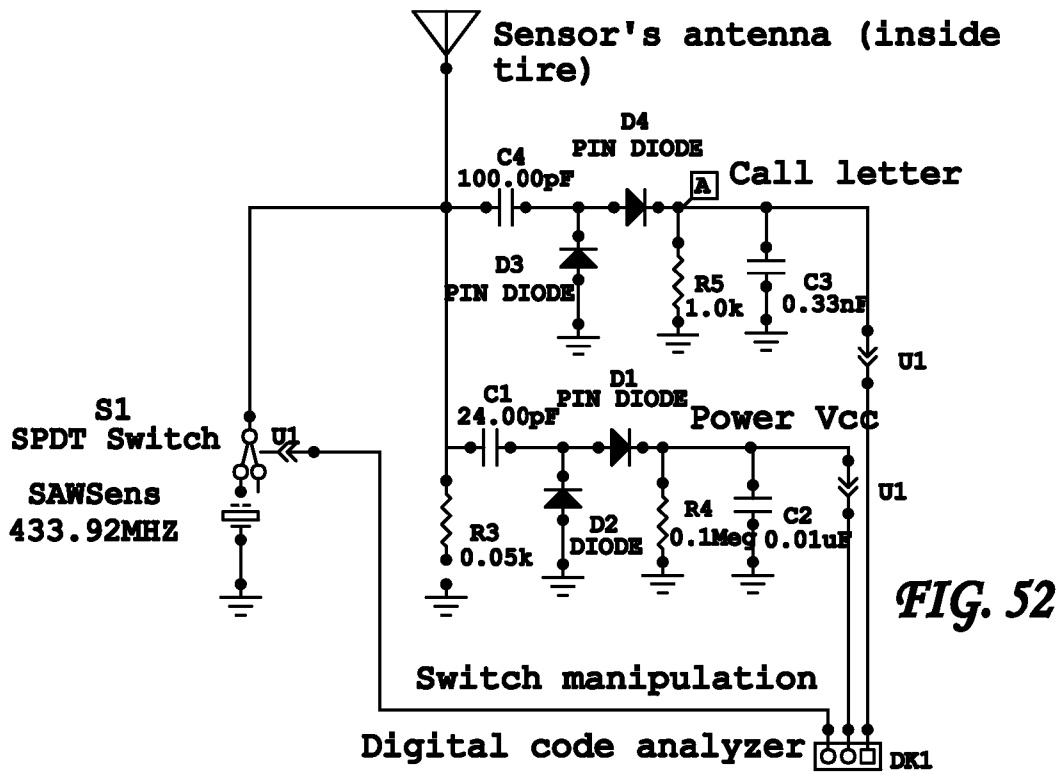 Sensor's antenna (inside
tire)
D4
PIN DIODE
C4
100.00pF
A
Call letter
D3
PIN DIODE
R5
1.0k
C3
0.33nF
U1
D1
PIN DIODE
C1
24.00pF
Power Vcc
S1
SPDT Switch
U1
U1
SAWSens
433.92MHZ
R3
0.05k
D2
DIODE
R4
0.1Meg
C2
0.01uF
FIG. 52
Switch manipulation
Digital code analyzer
DK1